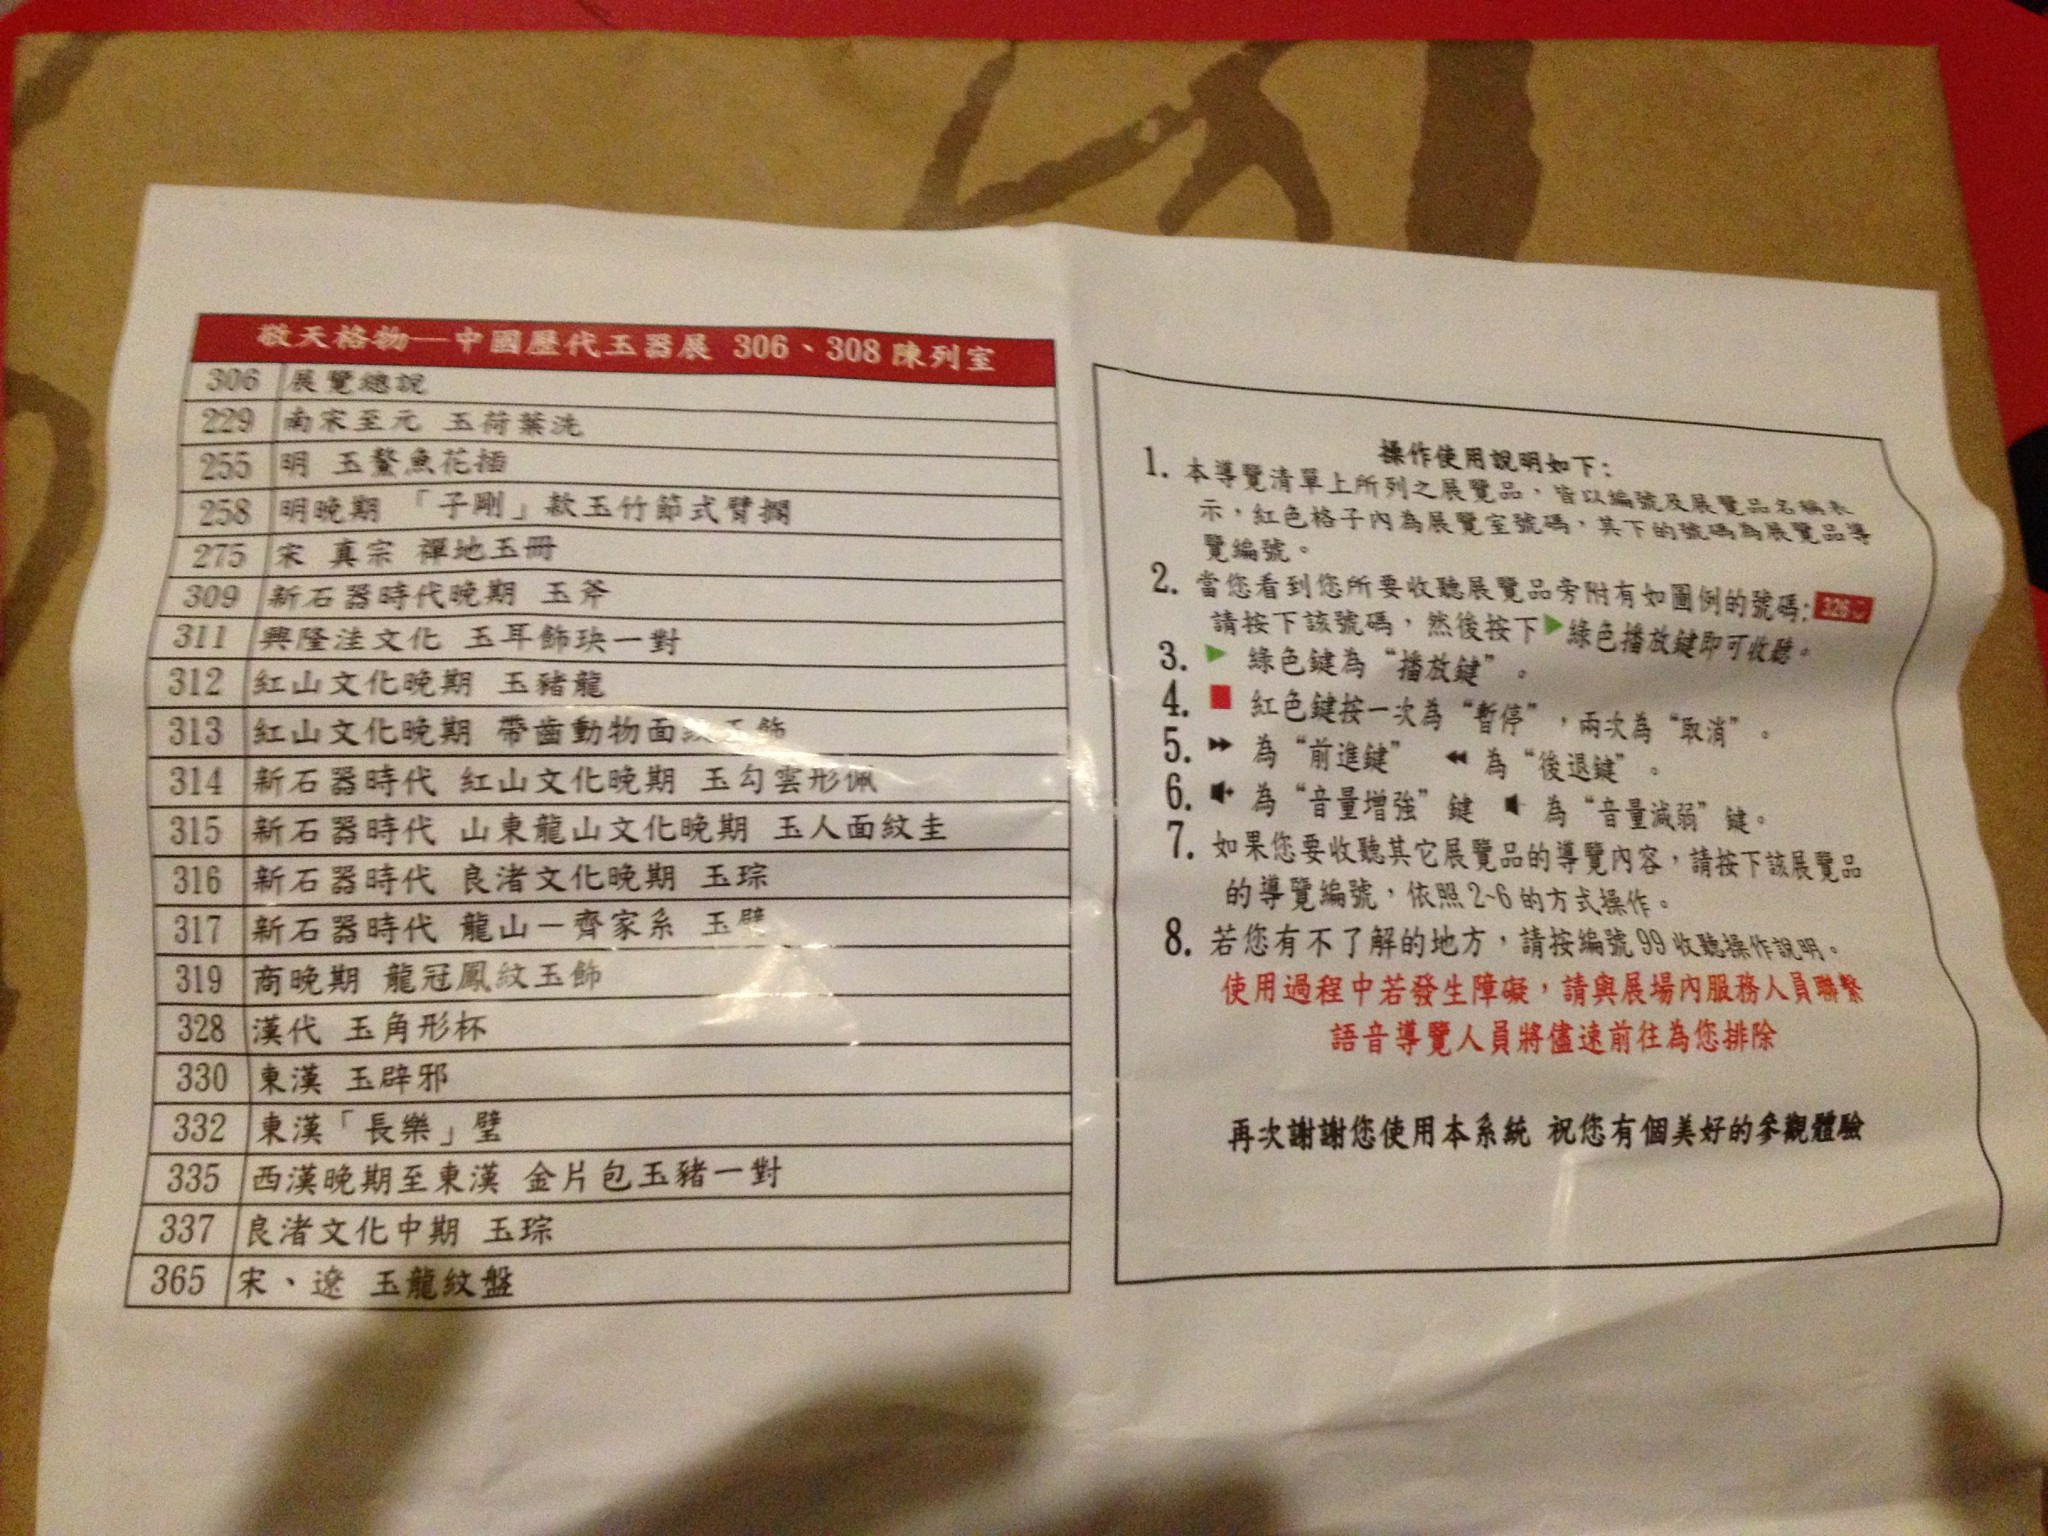 敬天格物—中國歷代玉器展 306、308 陳列室
306 展覽總說
229 南宋至元 玉荷葉洗
255 明 玉鰲魚花插
258 明晚期 「子剛」款玉竹節式臂擱
275 宋 真宗 禪地玉冊
309 新石器時代晚期 玉斧
311 興隆洼文化 玉耳飾玦一對
312 紅山文化晚期 玉豬龍
313 紅山文化晚期 帶齒動物面紋玉飾
314 新石器時代 紅山文化晚期 玉勾雲形佩
315 新石器時代 山東龍山文化晚期 玉人面紋圭
316 新石器時代 良渚文化晚期 玉琮
317 新石器時代 龍山－齊家系 玉璧
319 商晚期 龍冠鳳紋玉飾
328 漢代 玉角形杯
330 東漢 玉辟邪
332 東漢「長樂」璧
335 西漢晚期至東漢 金片包玉豬一對
337 良渚文化中期 玉琮
365 宋、遼 玉龍紋盤
操作使用說明如下：
1. 本導覽清單上所列之展覽品，皆以編號及展覽品名稱表
示，紅色格子內為展覽室號碼，其下的號碼為展覽品導
覽編號。
2. 當您看到您所要收聽展覽品旁附有如圖例的號碼: 326
請按下該號碼，然後按下▶綠色播放鍵即可收聽。
3. ▶ 綠色鍵為“播放鍵”。
4. ■ 紅色鍵按一次為“暫停”，兩次為“取消”。
5. ▶▶ 為“前進鍵” ◀◀ 為“後退鍵”。
6. 為“音量增強”鍵 為“音量減弱”鍵。
7. 如果您要收聽其它展覽品的導覽內容，請按下該展覽品
的導覽編號，依照2~6的方式操作。
8. 若您有不了解的地方，請按編號99收聽操作說明。
使用過程中若發生障礙，請與展場內服務人員聯繫
語音導覽人員將儘速前往為您排除
再次謝謝您使用本系統 祝您有個美好的參觀體驗